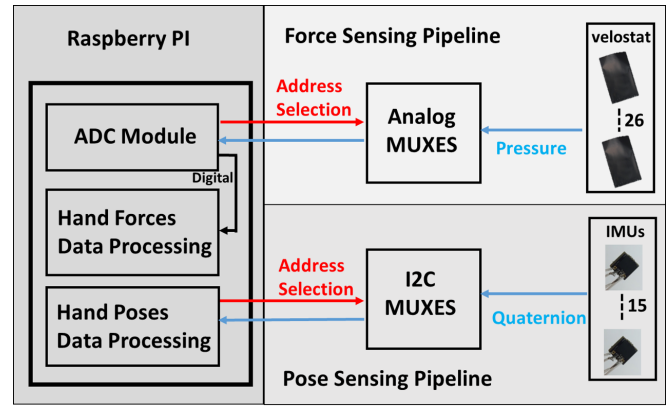 Raspberry PI
ADC Module
Digital
Hand Forces
Data Processing
Hand Poses
Data Processing
Force Sensing Pipeline
Address
Selection
Analog
MUXES
Pressure
velostat
26
Address
Selection
I2C
MUXES
Quaternion
IMUs
15
Pose Sensing Pipeline